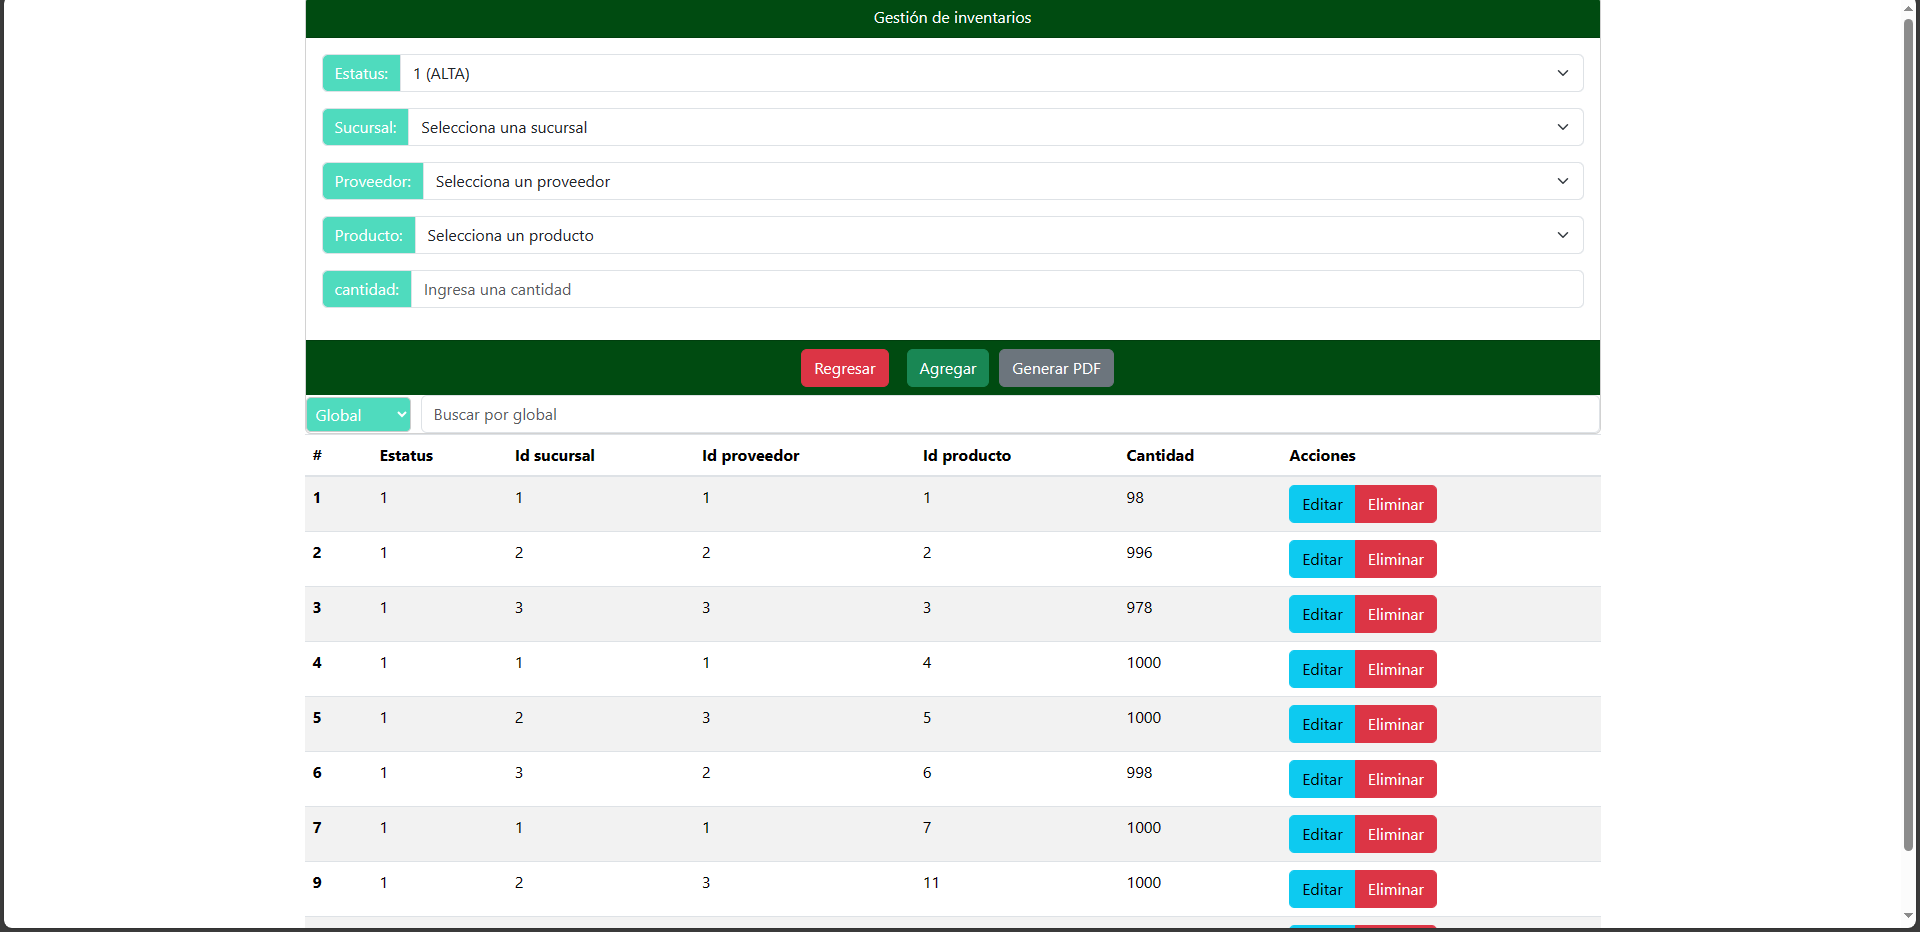 Gestión de inventarios
Estatus: 1 (ALTA)
Sucursal: Selecciona una sucursal
Proveedor: Selecciona un proveedor
Producto: Selecciona un producto
cantidad: Ingresa una cantidad
Regresar Agregar Generar PDF
Global Buscar por global
# Estatus Id sucursal Id proveedor Id producto Cantidad Acciones
1 1 1 1 1 98 Editar Eliminar
2 1 2 2 2 996 Editar Eliminar
3 1 3 3 3 978 Editar Eliminar
4 1 1 1 4 1000 Editar Eliminar
5 1 2 3 5 1000 Editar Eliminar
6 1 3 2 6 998 Editar Eliminar
7 1 1 1 7 1000 Editar Eliminar
9 1 2 3 11 1000 Editar Eliminar